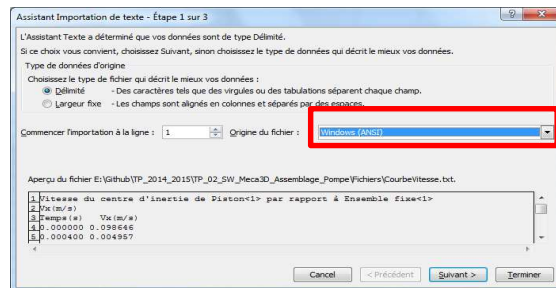 Assistant Importation de texte - Étape 1 sur 3
L'Assistant Texte a déterminé que vos données sont de type Délimité.
Si ce choix vous convient, choisissez Suivant, sinon choisissez le type de données qui décrit le mieux vos données.
Type de données d'origine
Choisissez le type de fichier qui décrit le mieux vos données :
Délimité - Des caractères tels que des virgules ou des tabulations séparent chaque champ.
Largeur fixe - Les champs sont alignés en colonnes et séparés par des espaces.
Commencer l'importation à la ligne : 1 Origine du fichier : Windows (ANSI)
Aperçu du fichier E:\Github\TP_2014_2015\TP_02_SW_Meca3D_Assemblage_Pompe\Fichiers\CourbeVitesse.txt.
1 Vitesse du centre d'inertie de Piston<1> par rapport à Ensemble fixe<1>
2 Vx(m/s)
3 Temps(s) Vx(m/s)
4 0.000000 0.098646
5 0.000400 0.004957
Cancel < Précédent Suivant > Terminer